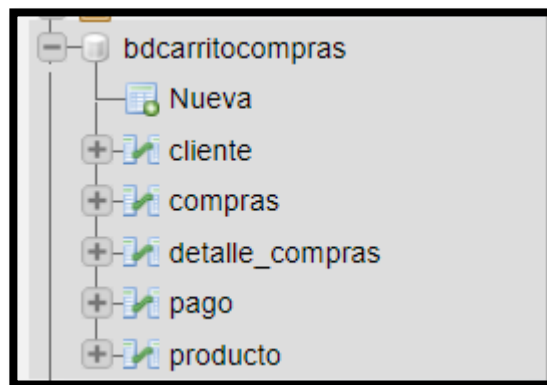 bdcarritocompras
Nueva
cliente
compras
detalle_compras
pago
producto